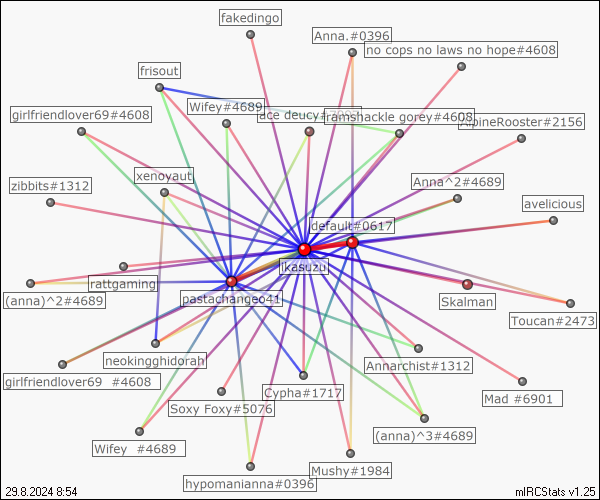 fakedingo
Anna.#0396
no cops no laws no hope#4608
frisout
Wifey#4689
girlfriendlover69#4608
ace deucy
ramshackle gorey#4608
AlpineRooster#2156
xenoyaut
Anna^2#4689
zibbits#1312
avelicious
default#0617
ikasuzu
rattgaming
pastachangeo41
Skalman
(anna)^2#4689
Toucan#2473
neokingghidorah
Annarchist#1312
girlfriendlover69 #4608
Cypha#1717
Mad #6901
Soxy Foxy#5076
(anna)^3#4689
Wifey #4689
Mushy#1984
hypomanianna#0396
29.8.2024 8:54
mIRCStats v1.25